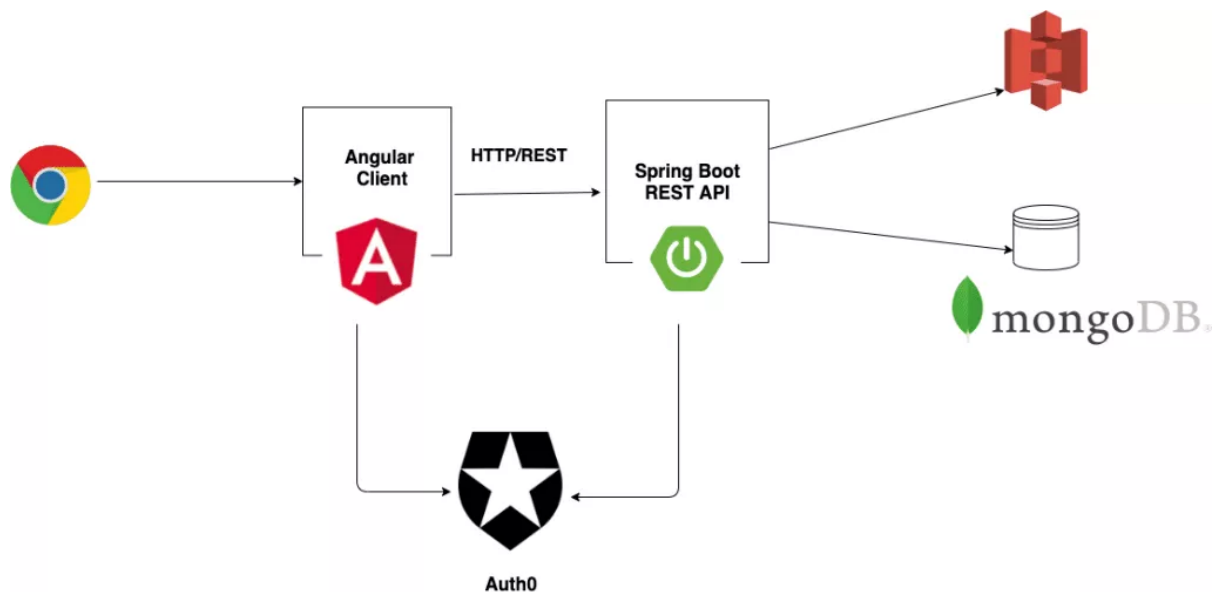 Angular
Client
HTTP/REST
Spring Boot
REST API
mongoDB®
Auth0